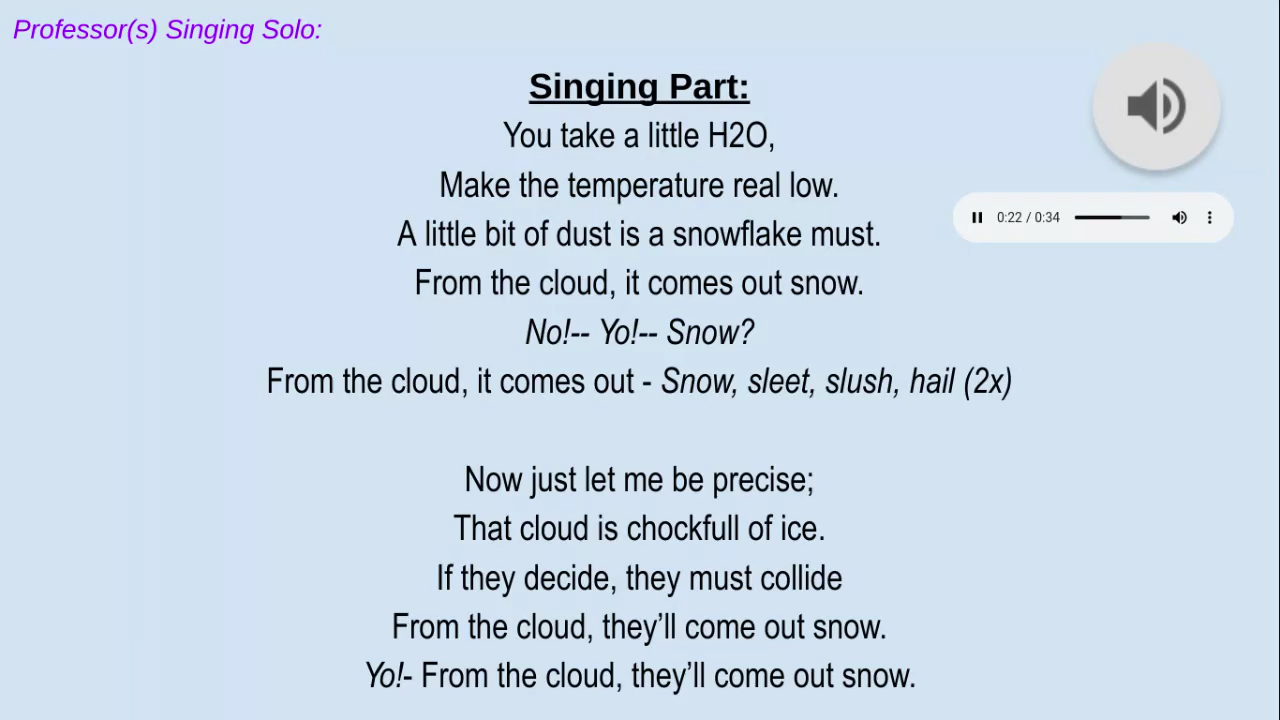 Professor(s) Singing Solo:
Singing Part:
You take a little H2O,
Make the temperature real low.
A little bit of dust is a snowflake must.
From the cloud, it comes out snow.
No!-- Yo!-- Snow?
From the cloud, it comes out - Snow, sleet, slush, hail (2x)
0:22 / 0:34
Now just let me be precise;
That cloud is chockfull of ice.
If they decide, they must collide
From the cloud, they’ll come out snow.
Yo!- From the cloud, they’ll come out snow.